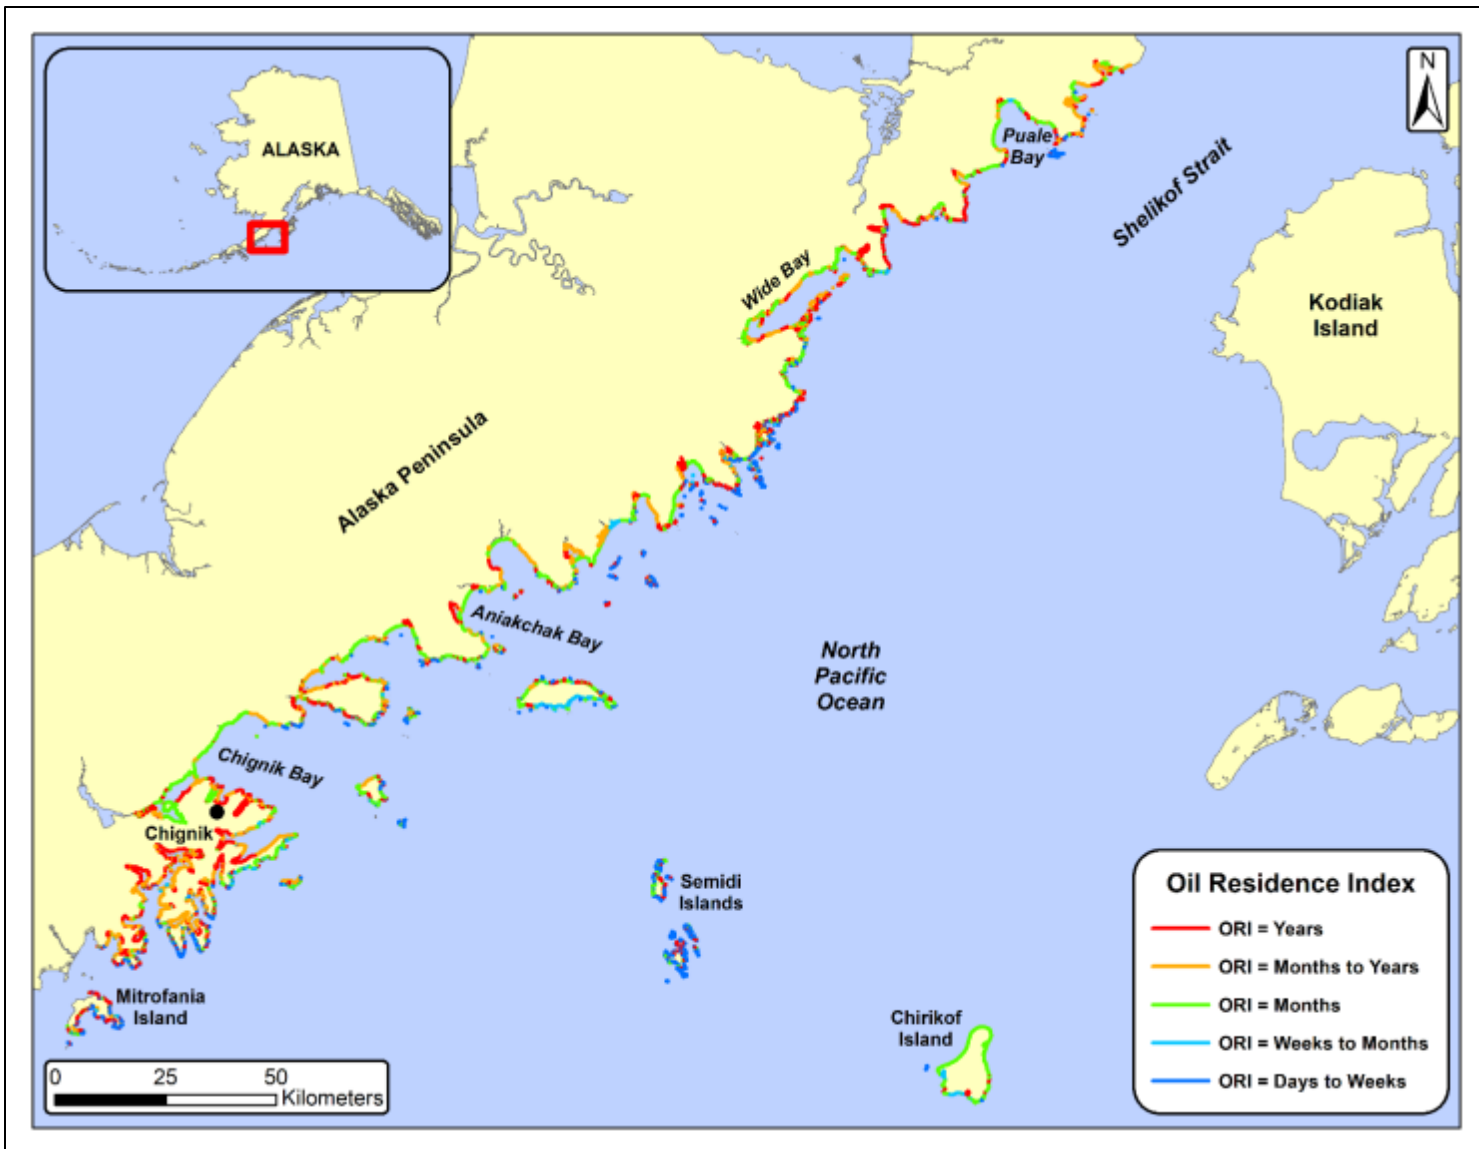 N
ALASKA
Puale
Bay
Shelikof Strait
Wide Bay
Kodiak
Island
Alaska Peninsula
Aniakchak Bay
North
Pacific
Ocean
Chignik Bay
Chignik
Semidi
Islands
Mitrofania
Island
Chirikof
Island
Oil Residence Index
ORI = Years
ORI = Months to Years
ORI = Months
ORI = Weeks to Months
ORI = Days to Weeks
0 25 50
Kilometers